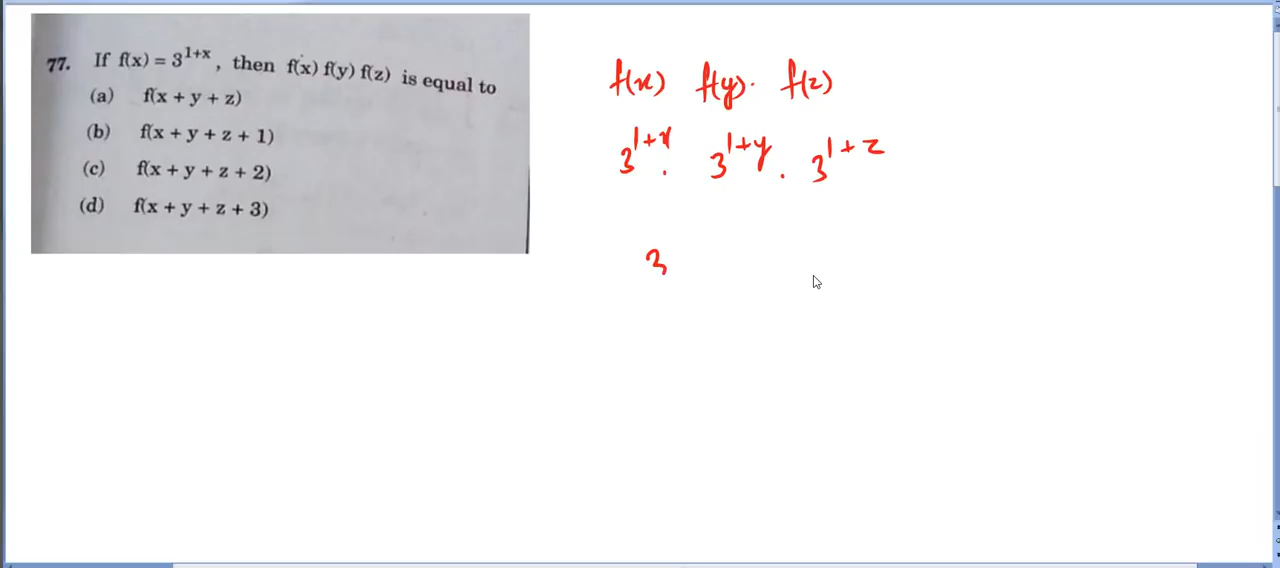 77. If f(x) = 3^{1+x}, then f(x) f(y) f(z) is equal to
(a) f(x + y + z)
(b) f(x + y + z + 1)
(c) f(x + y + z + 2)
(d) f(x + y + z + 3)
f(x) f(y). f(z)
3^{1+x} . 3^{1+y} . 3^{1+z}
3